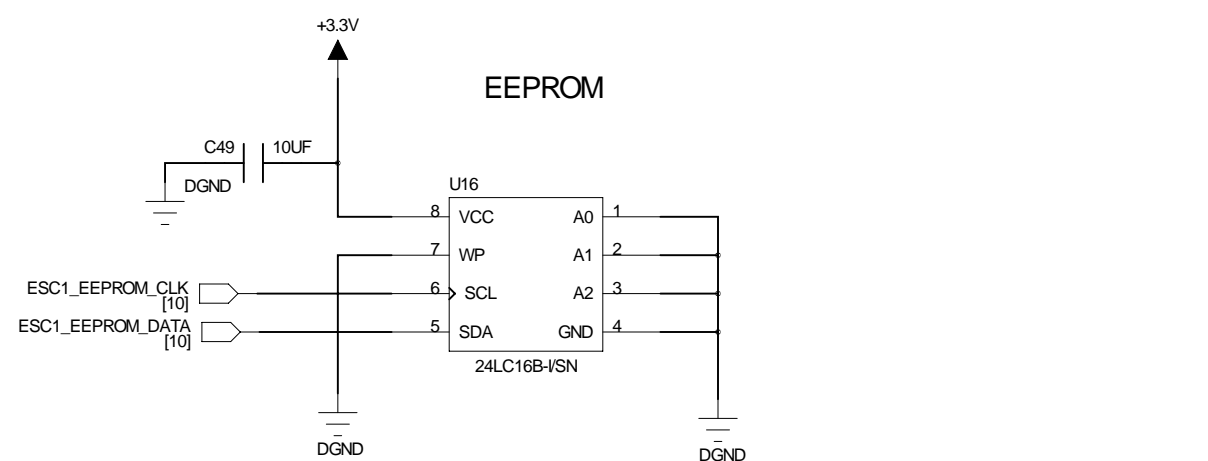 +3.3V
EEPROM
C49 10UF
DGND
U16
8 VCC A0 1
7 WP A1 2
ESC1_EEPROM_CLK 6 SCL A2 3
[10]
ESC1_EEPROM_DATA 5 SDA GND 4
[10]
24LC16B-I/SN
DGND
DGND